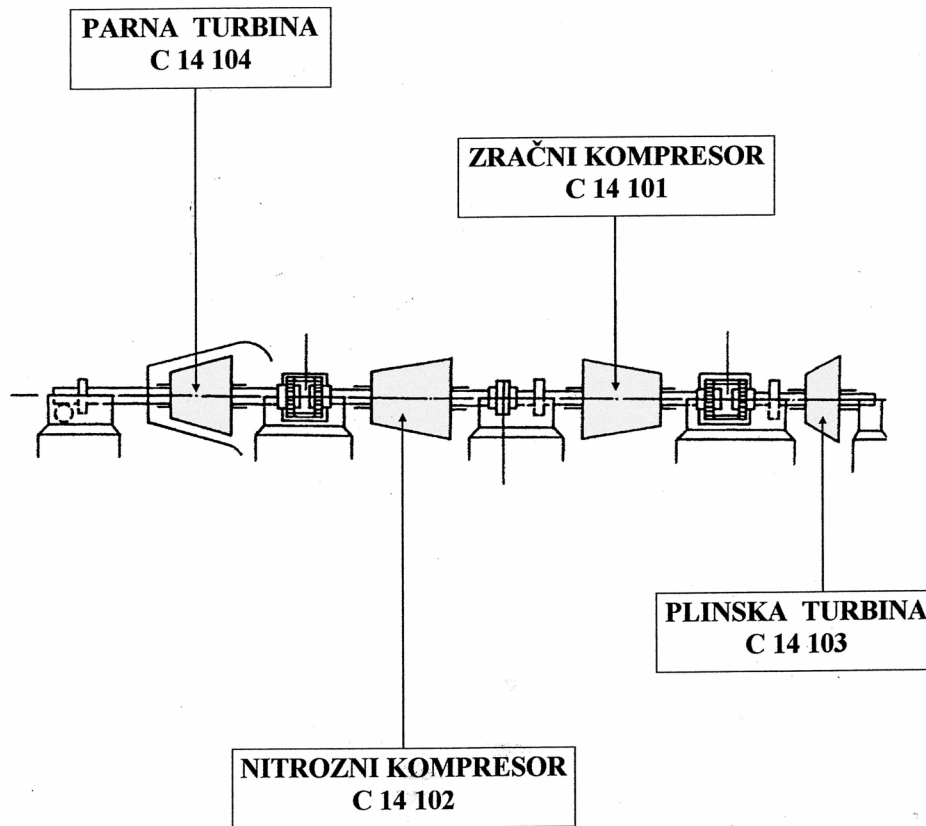 PARNA TURBINA
C 14 104
ZRAČNI KOMPRESOR
C 14 101
PLINSKA TURBINA
C 14 103
NITROZNI KOMPRESOR
C 14 102